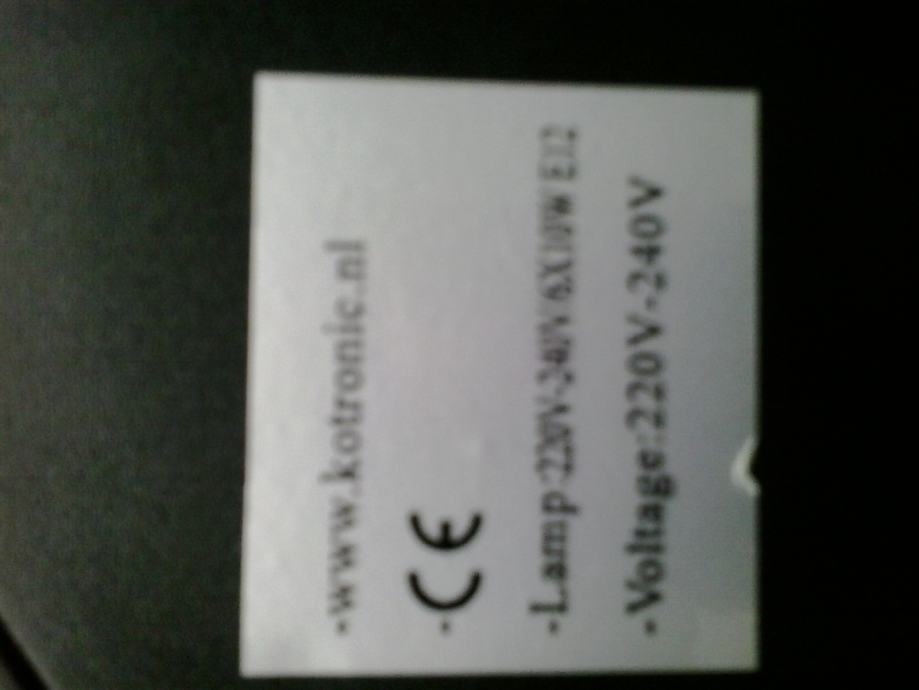 ·www.kotronic.nl
· CE
·Lamp:220V-240V/6X10W E12
·Voltage:220V-240V